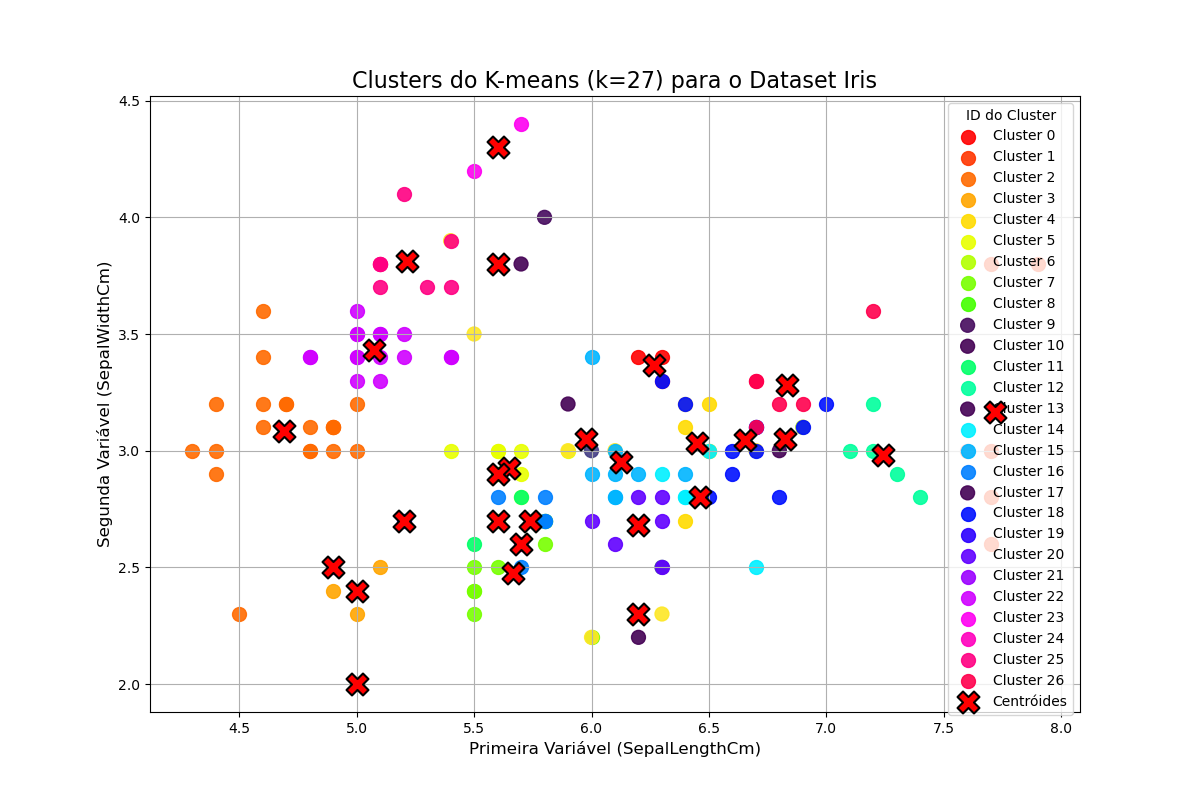 Clusters do K-means (k=27) para o Dataset Iris
4.5
4.0
3.5
3.0
2.5
2.0
Segunda Variável (SepalWidthCm)
4.5
5.0
5.5
6.0
6.5
7.0
7.5
8.0
Primeira Variável (SepalLengthCm)
ID do Cluster
Cluster 0
Cluster 1
Cluster 2
Cluster 3
Cluster 4
Cluster 5
Cluster 6
Cluster 7
Cluster 8
Cluster 9
Cluster 10
Cluster 11
Cluster 12
Cluster 13
Cluster 14
Cluster 15
Cluster 16
Cluster 17
Cluster 18
Cluster 19
Cluster 20
Cluster 21
Cluster 22
Cluster 23
Cluster 24
Cluster 25
Cluster 26
Centróides